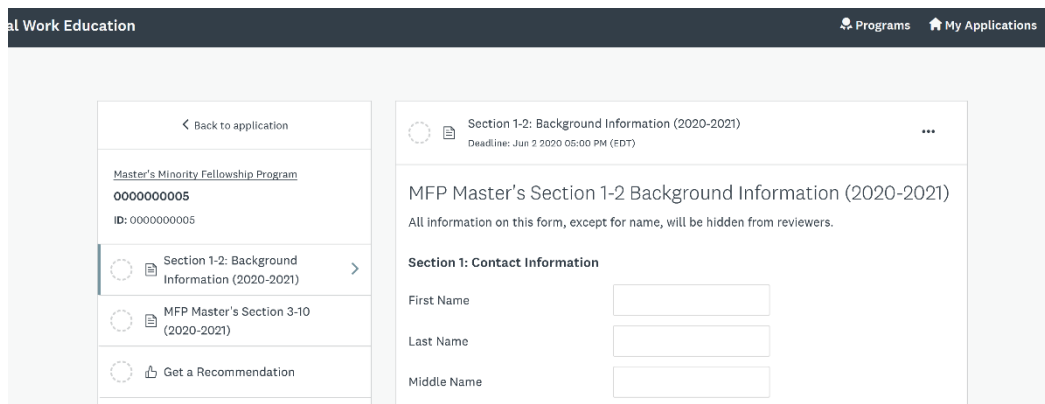 al Work Education
Programs
My Applications
Back to application
Master's Minority Fellowship Program
0000000005
ID: 0000000005
Section 1-2: Background
Information (2020-2021)
MFP Master's Section 3-10
(2020-2021)
Get a Recommendation
Section 1-2: Background Information (2020-2021)
Deadline: Jun 2 2020 05:00 PM (EDT)
...
MFP Master's Section 1-2 Background Information (2020-2021)
All information on this form, except for name, will be hidden from reviewers.
Section 1: Contact Information
First Name
Last Name
Middle Name